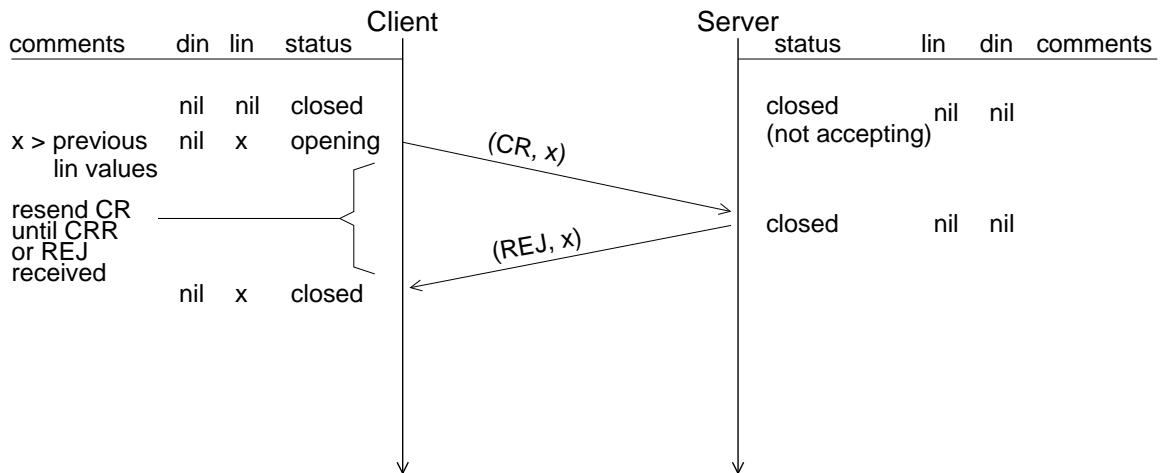 Client Server
comments din lin status status lin din comments
nil nil closed closed nil nil
(not accepting)
x > previous nil x opening
lin values
(CR, x)
resend CR closed nil nil
until CRR
or REJ
received
(REJ, x)
nil x closed